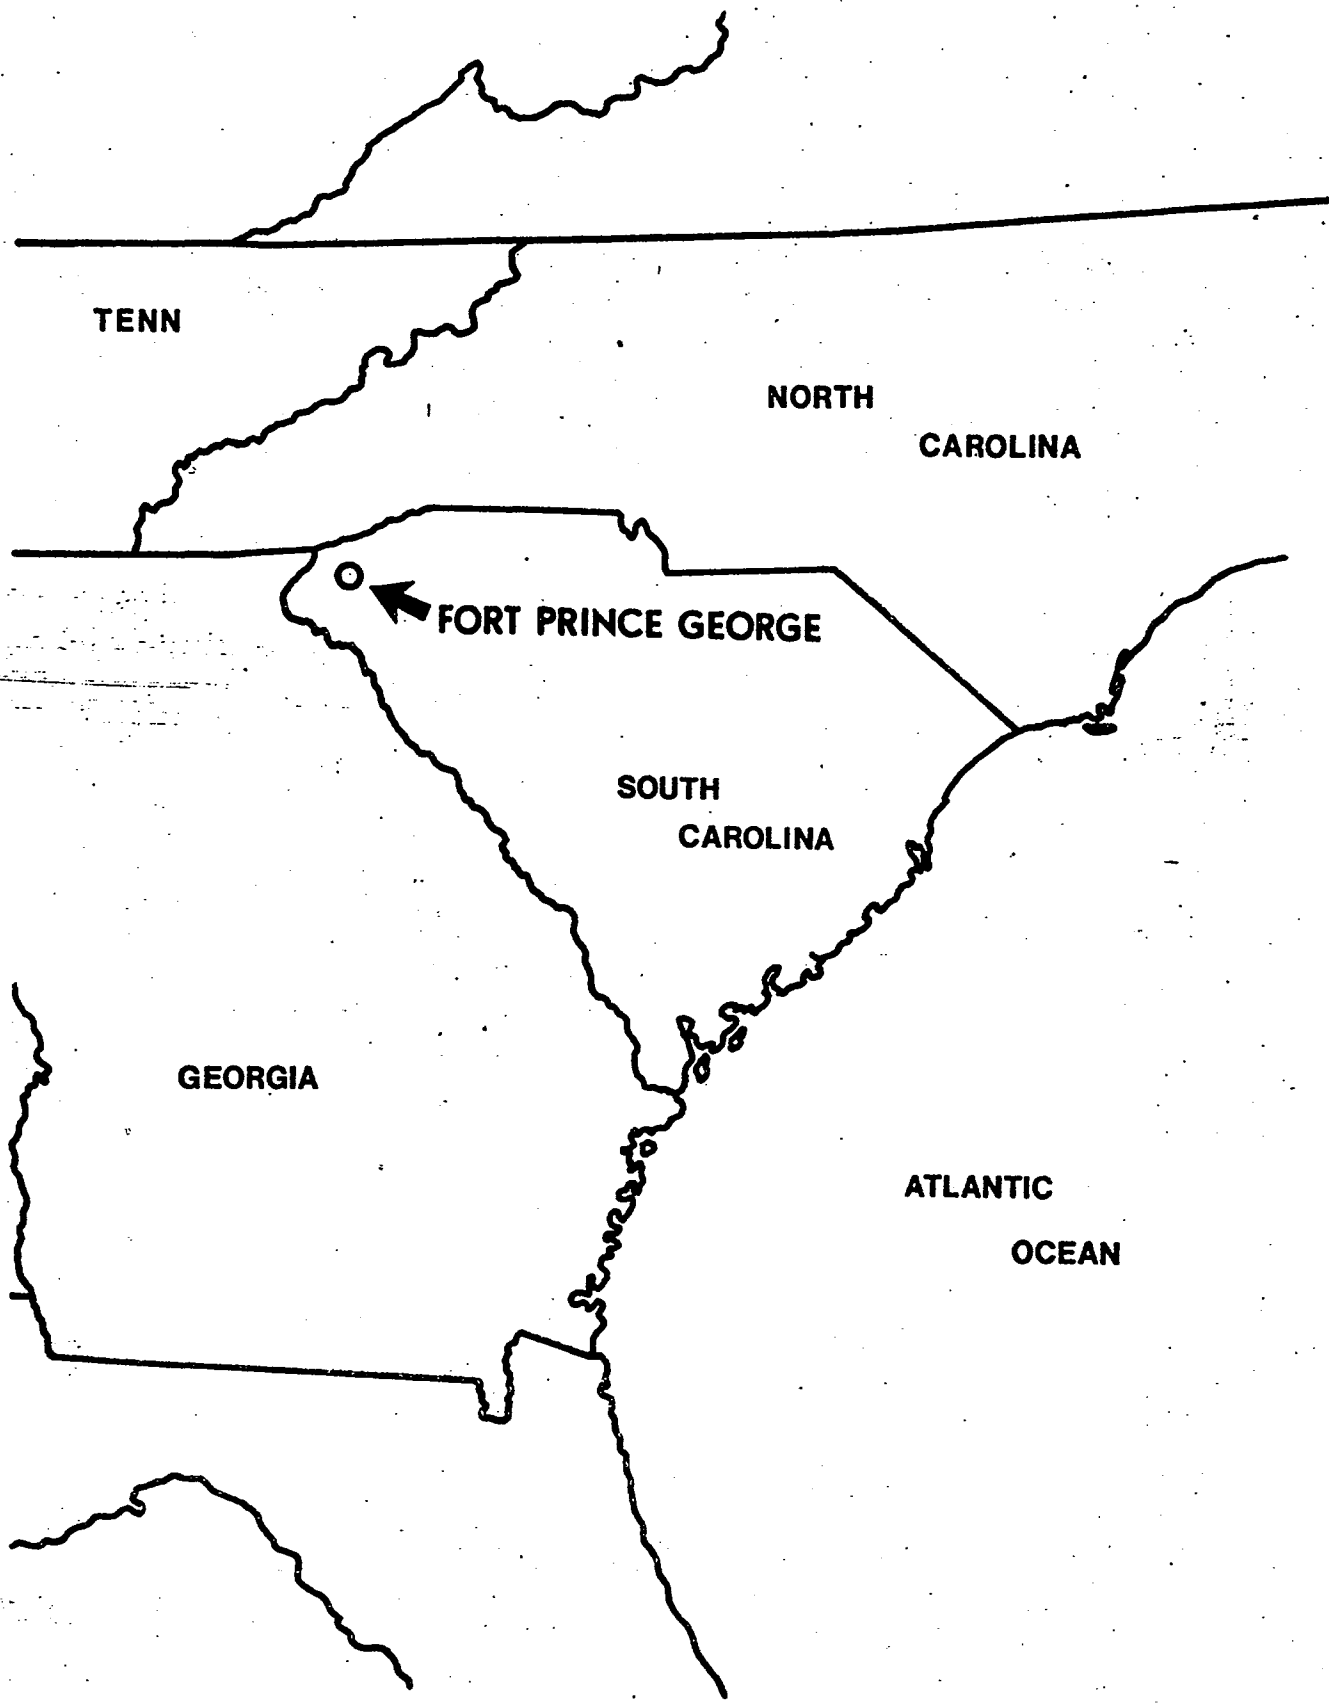 TENN
NORTH
CAROLINA
FORT PRINCE GEORGE
SOUTH
CAROLINA
GEORGIA
ATLANTIC
OCEAN